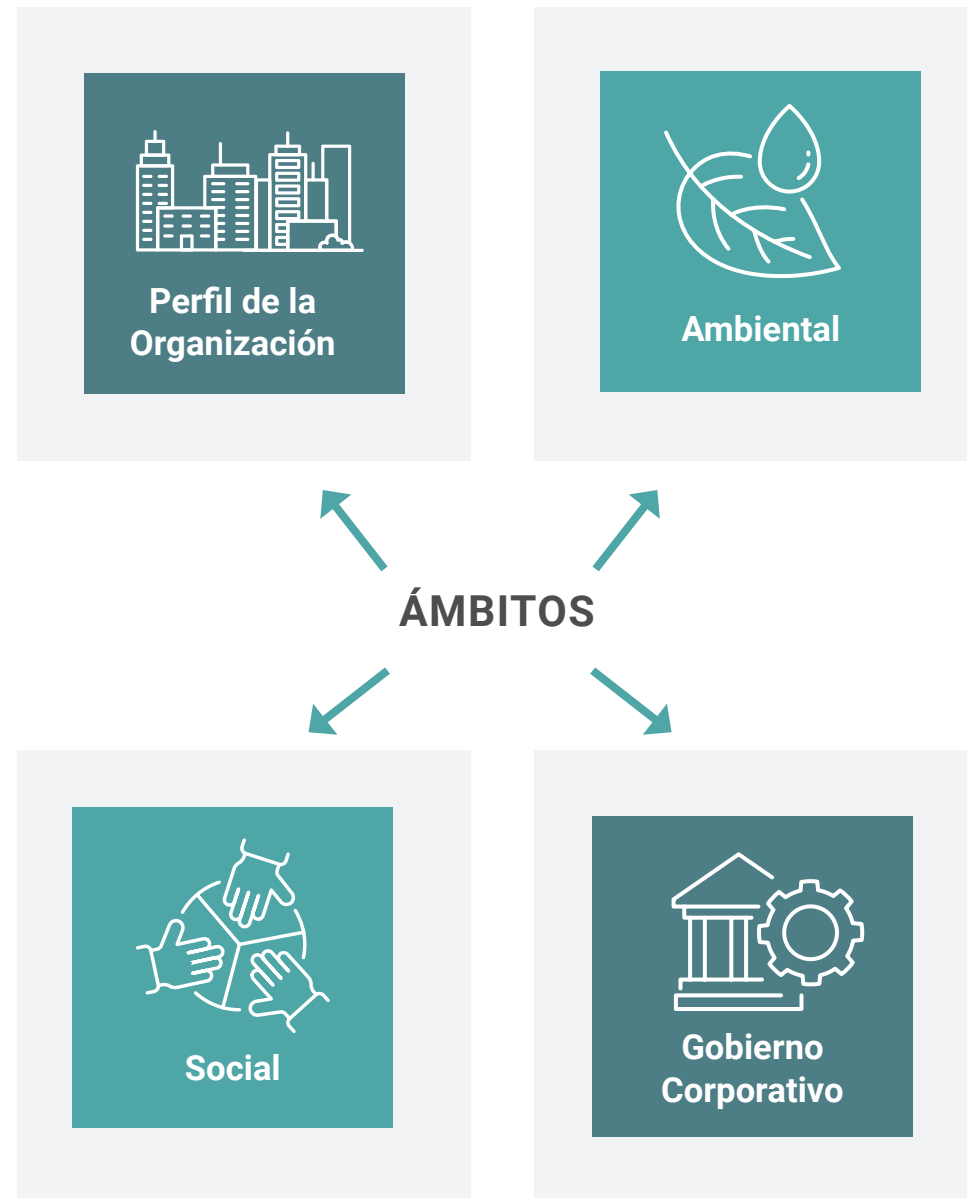 Perfil de la
Organización
Ambiental
ÁMBITOS
Social
Gobierno
Corporativo